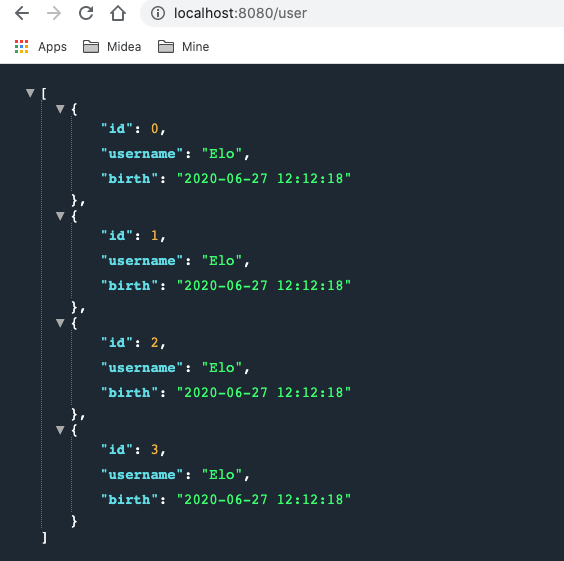 localhost:8080/user
Apps Midea Mine
[
{
"id": 0,
"username": "Elo",
"birth": "2020-06-27 12:12:18"
},
{
"id": 1,
"username": "Elo",
"birth": "2020-06-27 12:12:18"
},
{
"id": 2,
"username": "Elo",
"birth": "2020-06-27 12:12:18"
},
{
"id": 3,
"username": "Elo",
"birth": "2020-06-27 12:12:18"
}
]